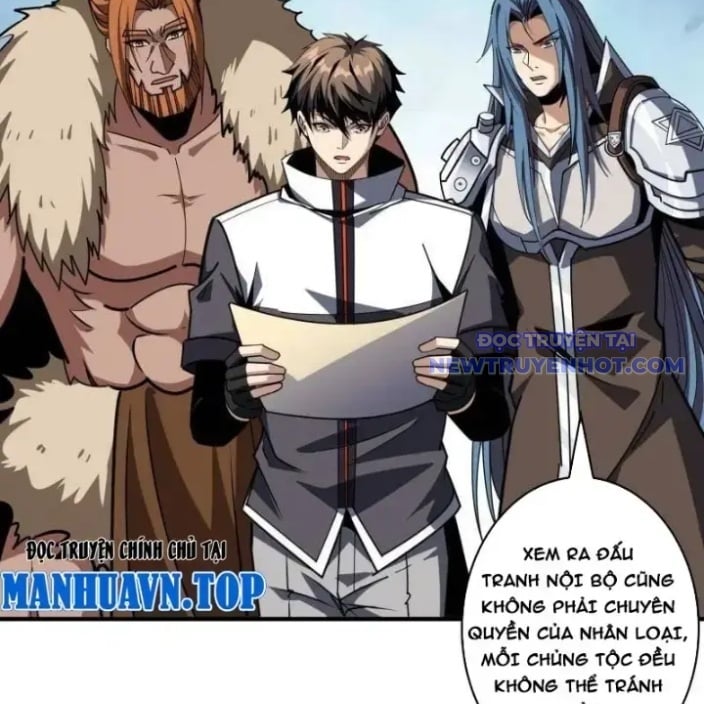 ĐỌC TRUYỆN TẠI
NEWTRUYENHOT.COM
ĐỌC TRUYỆN CHÍNH CHỦ TẠI
MANHUAVN.TOP
XEM RA ĐẤU
TRANH NỘI BỘ CŨNG
KHÔNG PHẢI CHUYÊN
QUYỀN CỦA NHÂN LOẠI,
MỖI CHỦNG TỘC ĐỀU
KHÔNG THỂ TRÁNH